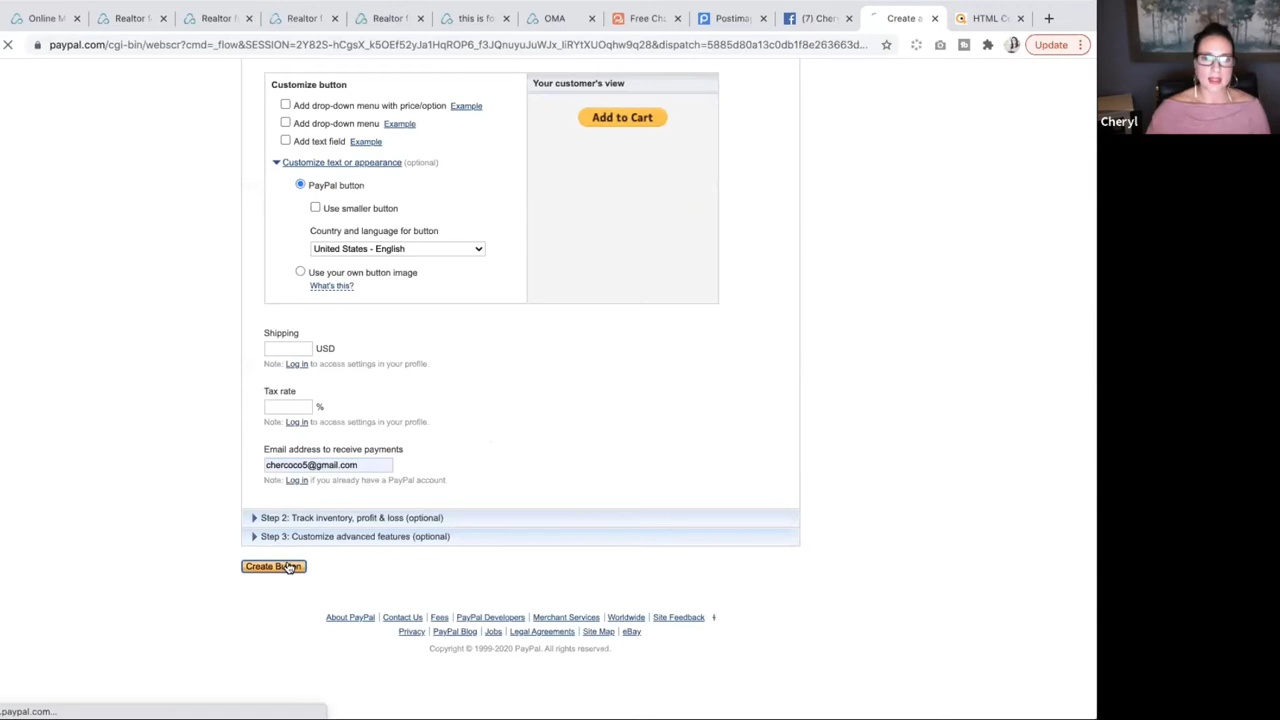 Online M
Realtor
Realtor f
Realtor f
Realtor f
this is fo
OMA
Free Cha
Postimag
(7) Cher
Create a
HTML C
paypal.com/cgi-bin/webscr?cmd=_flow&SESSION=2Y82S-hCgsX_k5OEf52yJa1HqROP6_f3JQnuyuJuWJx_liRYtXUOqhw9q28&dispatch=5885d80a13c0db1f8e263663d...
Update
Customize button
Your customer's view
Add drop-down menu with price/option Example
Add to Cart
Add drop-down menu Example
Add text field Example
Customize text or appearance (optional)
PayPal button
Use smaller button
Country and language for button
United States - English
Use your own button image
What's this?
Shipping
USD
Note: Log in to access settings in your profile.
Tax rate
%
Note: Log in to access settings in your profile.
Email address to receive payments
chercoco5@gmail.com
Note: Log in if you already have a PayPal account.
Step 2: Track inventory, profit & loss (optional)
Step 3: Customize advanced features (optional)
Create Button
About PayPal | Contact Us | Fees | PayPal Developers | Merchant Services | Worldwide | Site Feedback
Privacy | PayPal Blog | Jobs | Legal Agreements | Site Map | eBay
Copyright © 1999-2020 PayPal. All rights reserved.
.paypal.com...
Cheryl